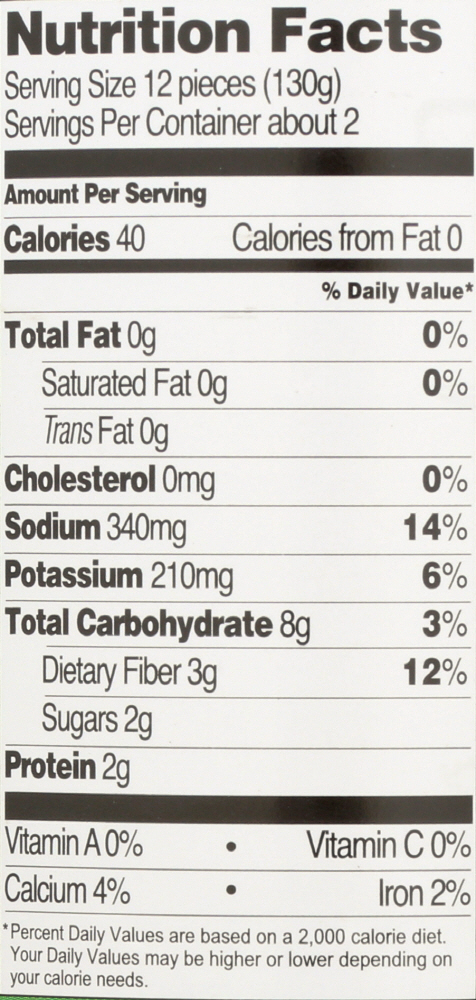 Nutrition Facts
Serving Size 12 pieces (130g)
Servings Per Container about 2
Amount Per Serving
Calories 40 Calories from Fat 0
% Daily Value*
Total Fat 0g 0%
Saturated Fat 0g 0%
Trans Fat 0g
Cholesterol 0mg 0%
Sodium 340mg 14%
Potassium 210mg 6%
Total Carbohydrate 8g 3%
Dietary Fiber 3g 12%
Sugars 2g
Protein 2g
Vitamin A 0% • Vitamin C 0%
Calcium 4% • Iron 2%
*Percent Daily Values are based on a 2,000 calorie diet.
Your Daily Values may be higher or lower depending on
your calorie needs.